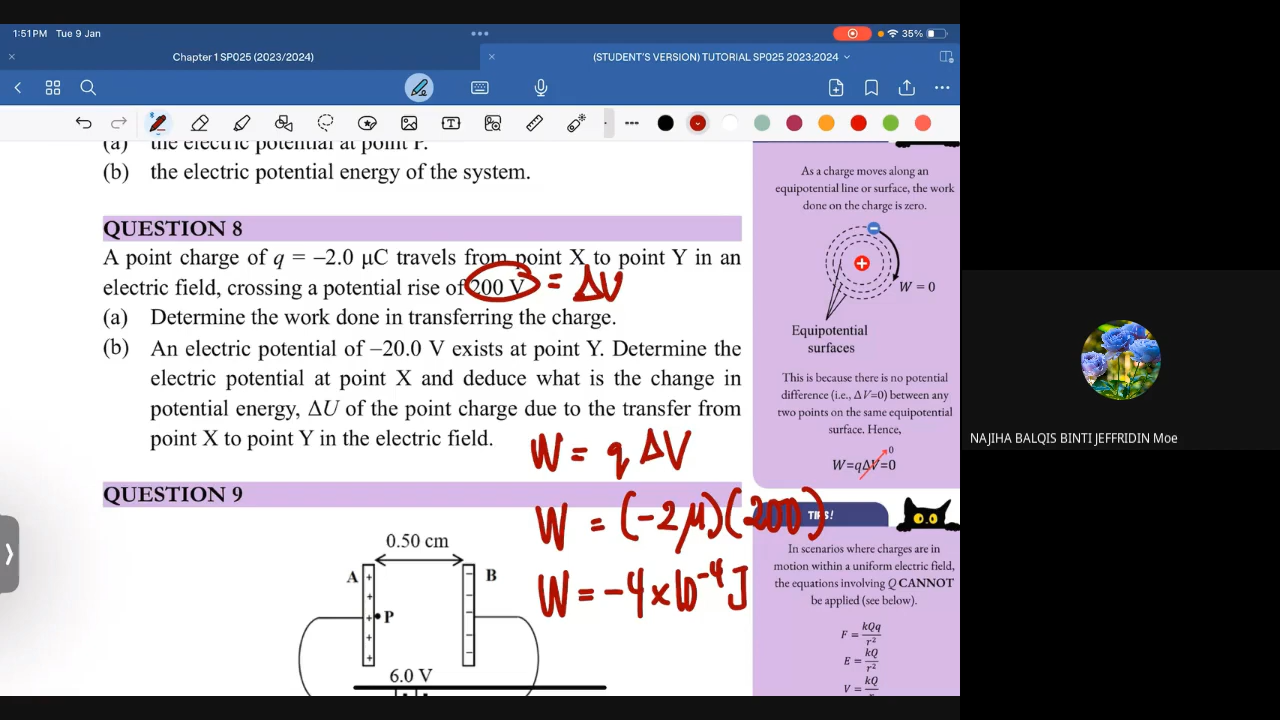 1:51PM Tue 9 Jan
35%
Chapter 1 SP025 (2023/2024)
(STUDENT'S VERSION) TUTORIAL SP025 2023:2024
(a) the electric potential at point P.
(b) the electric potential energy of the system.
QUESTION 8
A point charge of q = −2.0 μC travels from point X to point Y in an
electric field, crossing a potential rise of 200 V = ΔV
(a) Determine the work done in transferring the charge.
(b) An electric potential of −20.0 V exists at point Y. Determine the
electric potential at point X and deduce what is the change in
potential energy, ΔU of the point charge due to the transfer from
point X to point Y in the electric field.
W = q ΔV
QUESTION 9
W = (-2μ)(200)
W = -4×10⁻⁴ J
0.50 cm
A
B
P
6.0 V
As a charge moves along an
equipotential line or surface, the work
done on the charge is zero.
W = 0
Equipotential
surfaces
This is because there is no potential
difference (i.e., ΔV=0) between any
two points on the same equipotential
surface. Hence,
0
W=qΔV=0
TIPS!
In scenarios where charges are in
motion within a uniform electric field,
the equations involving Q CANNOT
be applied (see below).
F = kQq/r²
E = kQ/r²
V = kQ/r
NAJIHA BALQIS BINTI JEFFRIDIN Moe